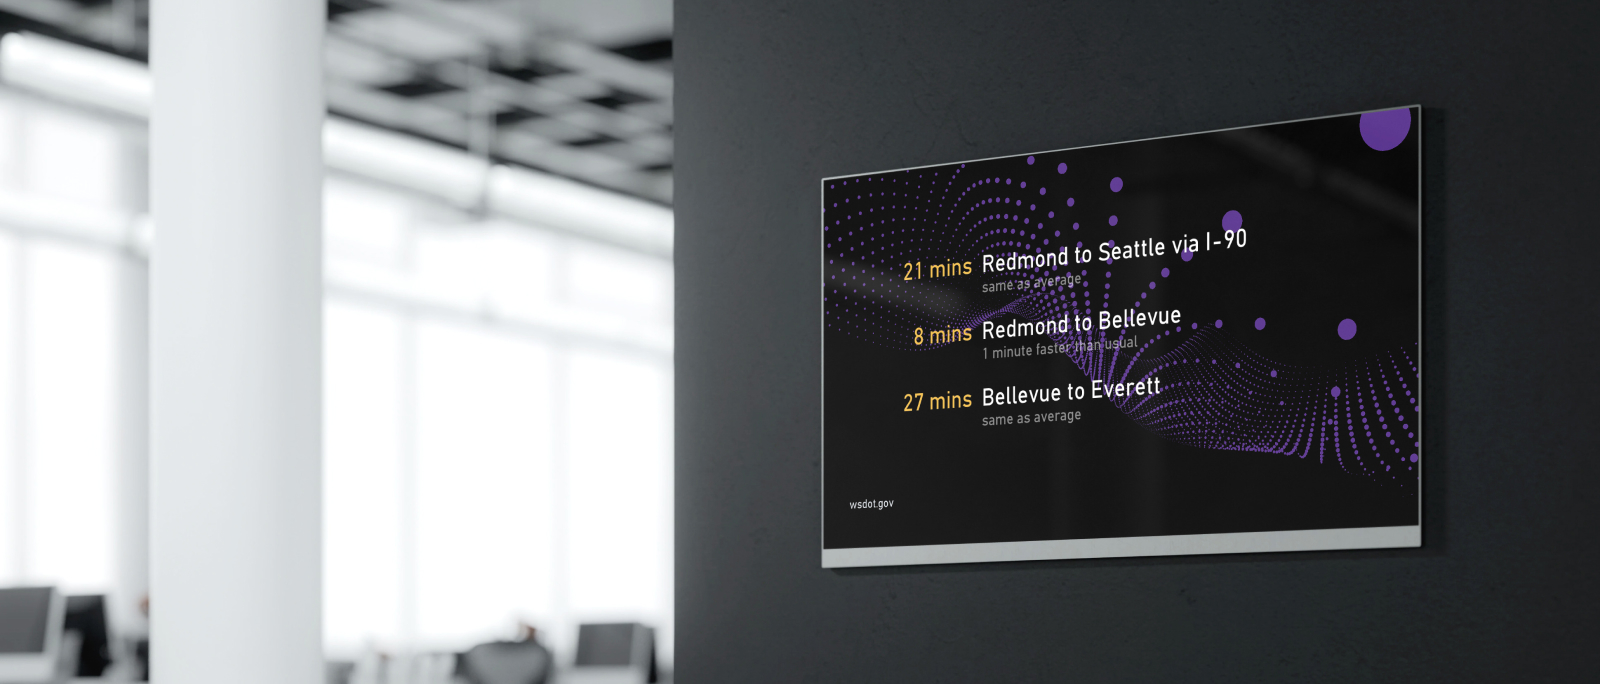 21 mins Redmond to Seattle via I-90
same as average
8 mins Redmond to Bellevue
1 minute faster than usual
27 mins Bellevue to Everett
same as average
wsdot.gov